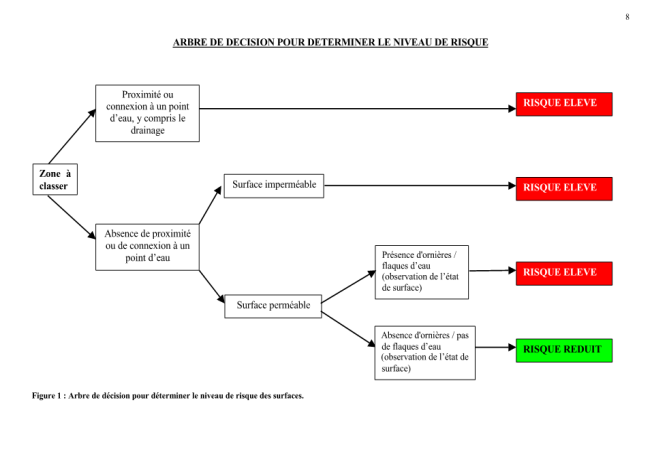 8
ARBRE DE DECISION POUR DETERMINER LE NIVEAU DE RISQUE
Proximité ou
connexion à un point
d'eau, y compris le
drainage
RISQUE ELEVE
Zone à
classer
Surface imperméable
RISQUE ELEVE
Absence de proximité
ou de connexion à un
point d'eau
Présence d'ornières /
flaques d'eau
(observation de l'état
de surface)
RISQUE ELEVE
Surface perméable
Absence d'ornières / pas
de flaques d'eau
(observation de l'état de
surface)
RISQUE REDUIT
Figure 1 : Arbre de décision pour déterminer le niveau de risque des surfaces.